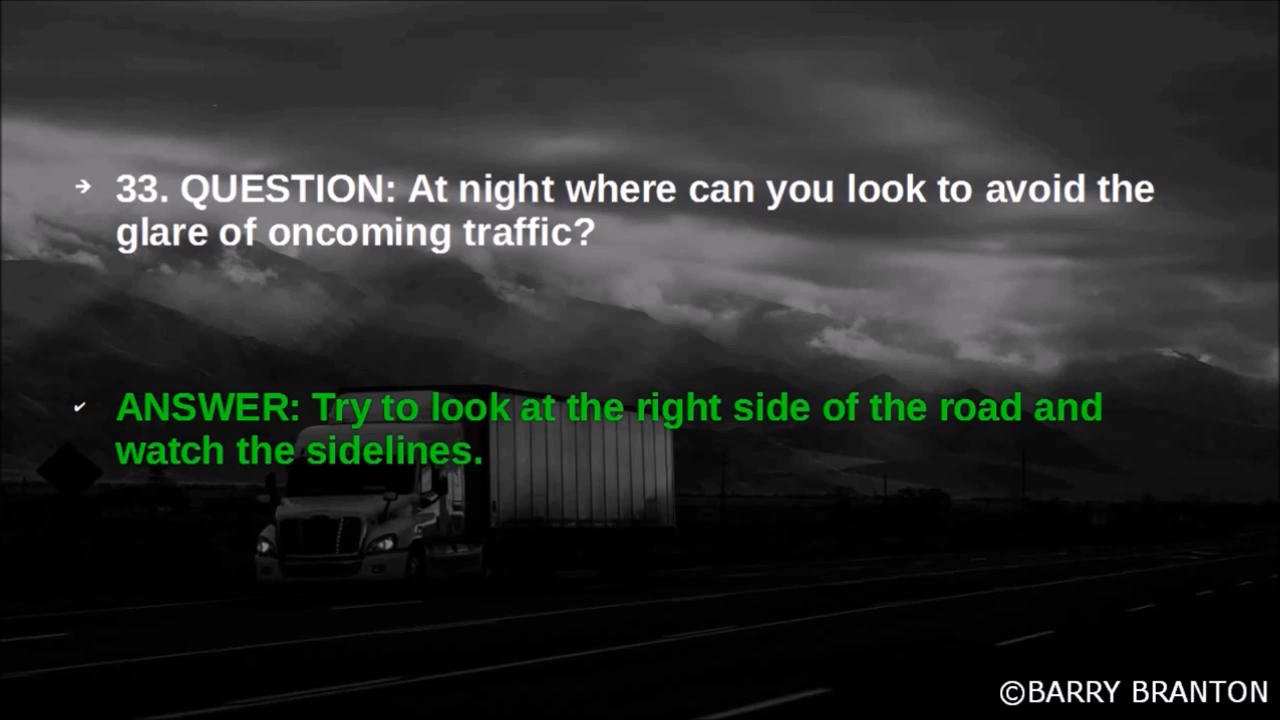 33. QUESTION: At night where can you look to avoid the
glare of oncoming traffic?
ANSWER: Try to look at the right side of the road and
watch the sidelines.
©BARRY BRANTON